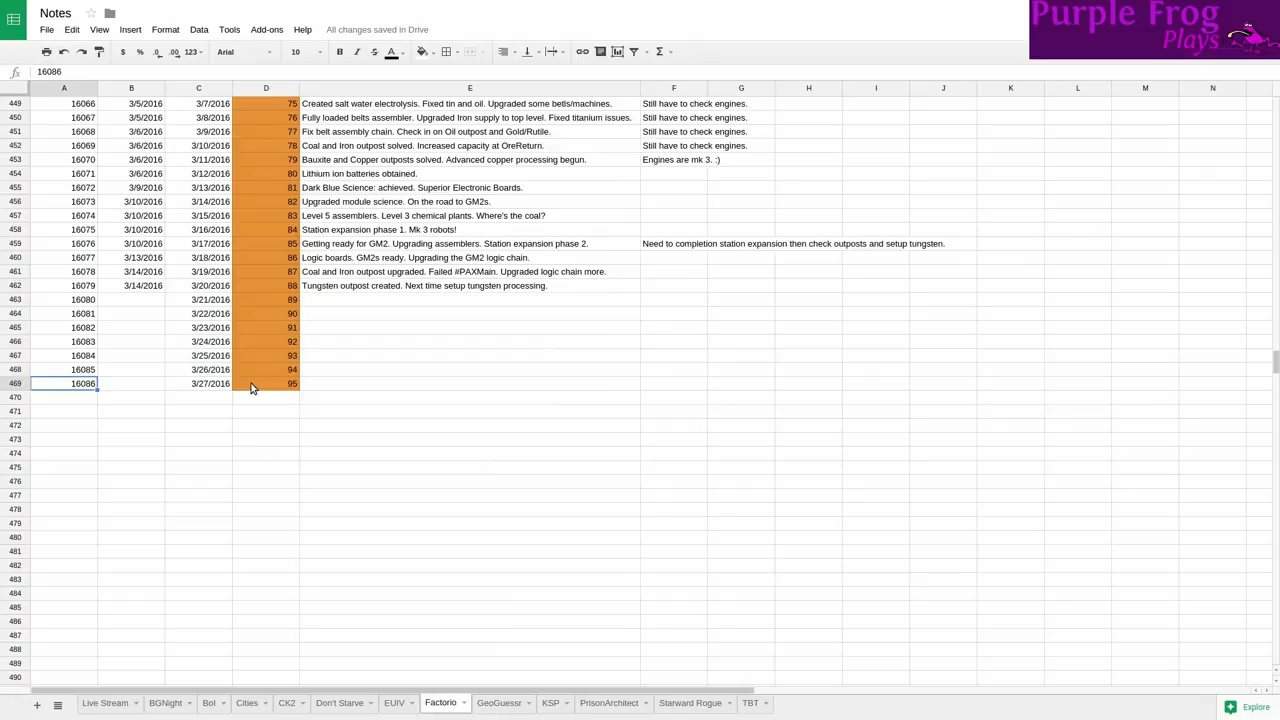 Notes
Purple Frog
Plays
File Edit View Insert Format Data Tools Add-ons Help All changes saved in Drive
$ % .0 .00 123 Arial 10 B I A Σ
fx 16086
A B C D E F G H I J K L M N
449 16066 3/5/2016 3/7/2016 75 Created salt water electrolysis. Fixed tin and oil. Upgraded some belts/machines. Still have to check engines.
450 16067 3/5/2016 3/8/2016 76 Fully loaded belts assembler. Upgraded Iron supply to top level. Fixed titanium issues. Still have to check engines.
451 16068 3/6/2016 3/9/2016 77 Fix belt assembly chain. Check in on Oil outpost and Gold/Rutile. Still have to check engines.
452 16069 3/6/2016 3/10/2016 78 Coal and Iron outpost solved. Increased capacity at OreReturn. Still have to check engines.
453 16070 3/6/2016 3/11/2016 79 Bauxite and Copper outposts solved. Advanced copper processing begun. Engines are mk 3. :)
454 16071 3/6/2016 3/12/2016 80 Lithium ion batteries obtained.
455 16072 3/9/2016 3/13/2016 81 Dark Blue Science: achieved. Superior Electronic Boards.
456 16073 3/10/2016 3/14/2016 82 Upgraded module science. On the road to GM2s.
457 16074 3/10/2016 3/15/2016 83 Level 5 assemblers. Level 3 chemical plants. Where's the coal?
458 16075 3/10/2016 3/16/2016 84 Station expansion phase 1. Mk 3 robots!
459 16076 3/10/2016 3/17/2016 85 Getting ready for GM2. Upgrading assemblers. Station expansion phase 2. Need to completion station expansion then check outposts and setup tungsten.
460 16077 3/13/2016 3/18/2016 86 Logic boards. GM2s ready. Upgrading the GM2 logic chain.
461 16078 3/14/2016 3/19/2016 87 Coal and Iron outpost upgraded. Failed #PAXMain. Upgraded logic chain more.
462 16079 3/14/2016 3/20/2016 88 Tungsten outpost created. Next time setup tungsten processing.
463 16080 3/21/2016 89
464 16081 3/22/2016 90
465 16082 3/23/2016 91
466 16083 3/24/2016 92
467 16084 3/25/2016 93
468 16085 3/26/2016 94
469 16086 3/27/2016 95
470
471
472
473
474
475
476
477
478
479
480
481
482
483
484
485
486
487
488
489
490
Live Stream BGNight BoI Cities CK2 Don't Starve EUIV Factorio GeoGuessr KSP PrisonArchitect Starward Rogue TBT Explore